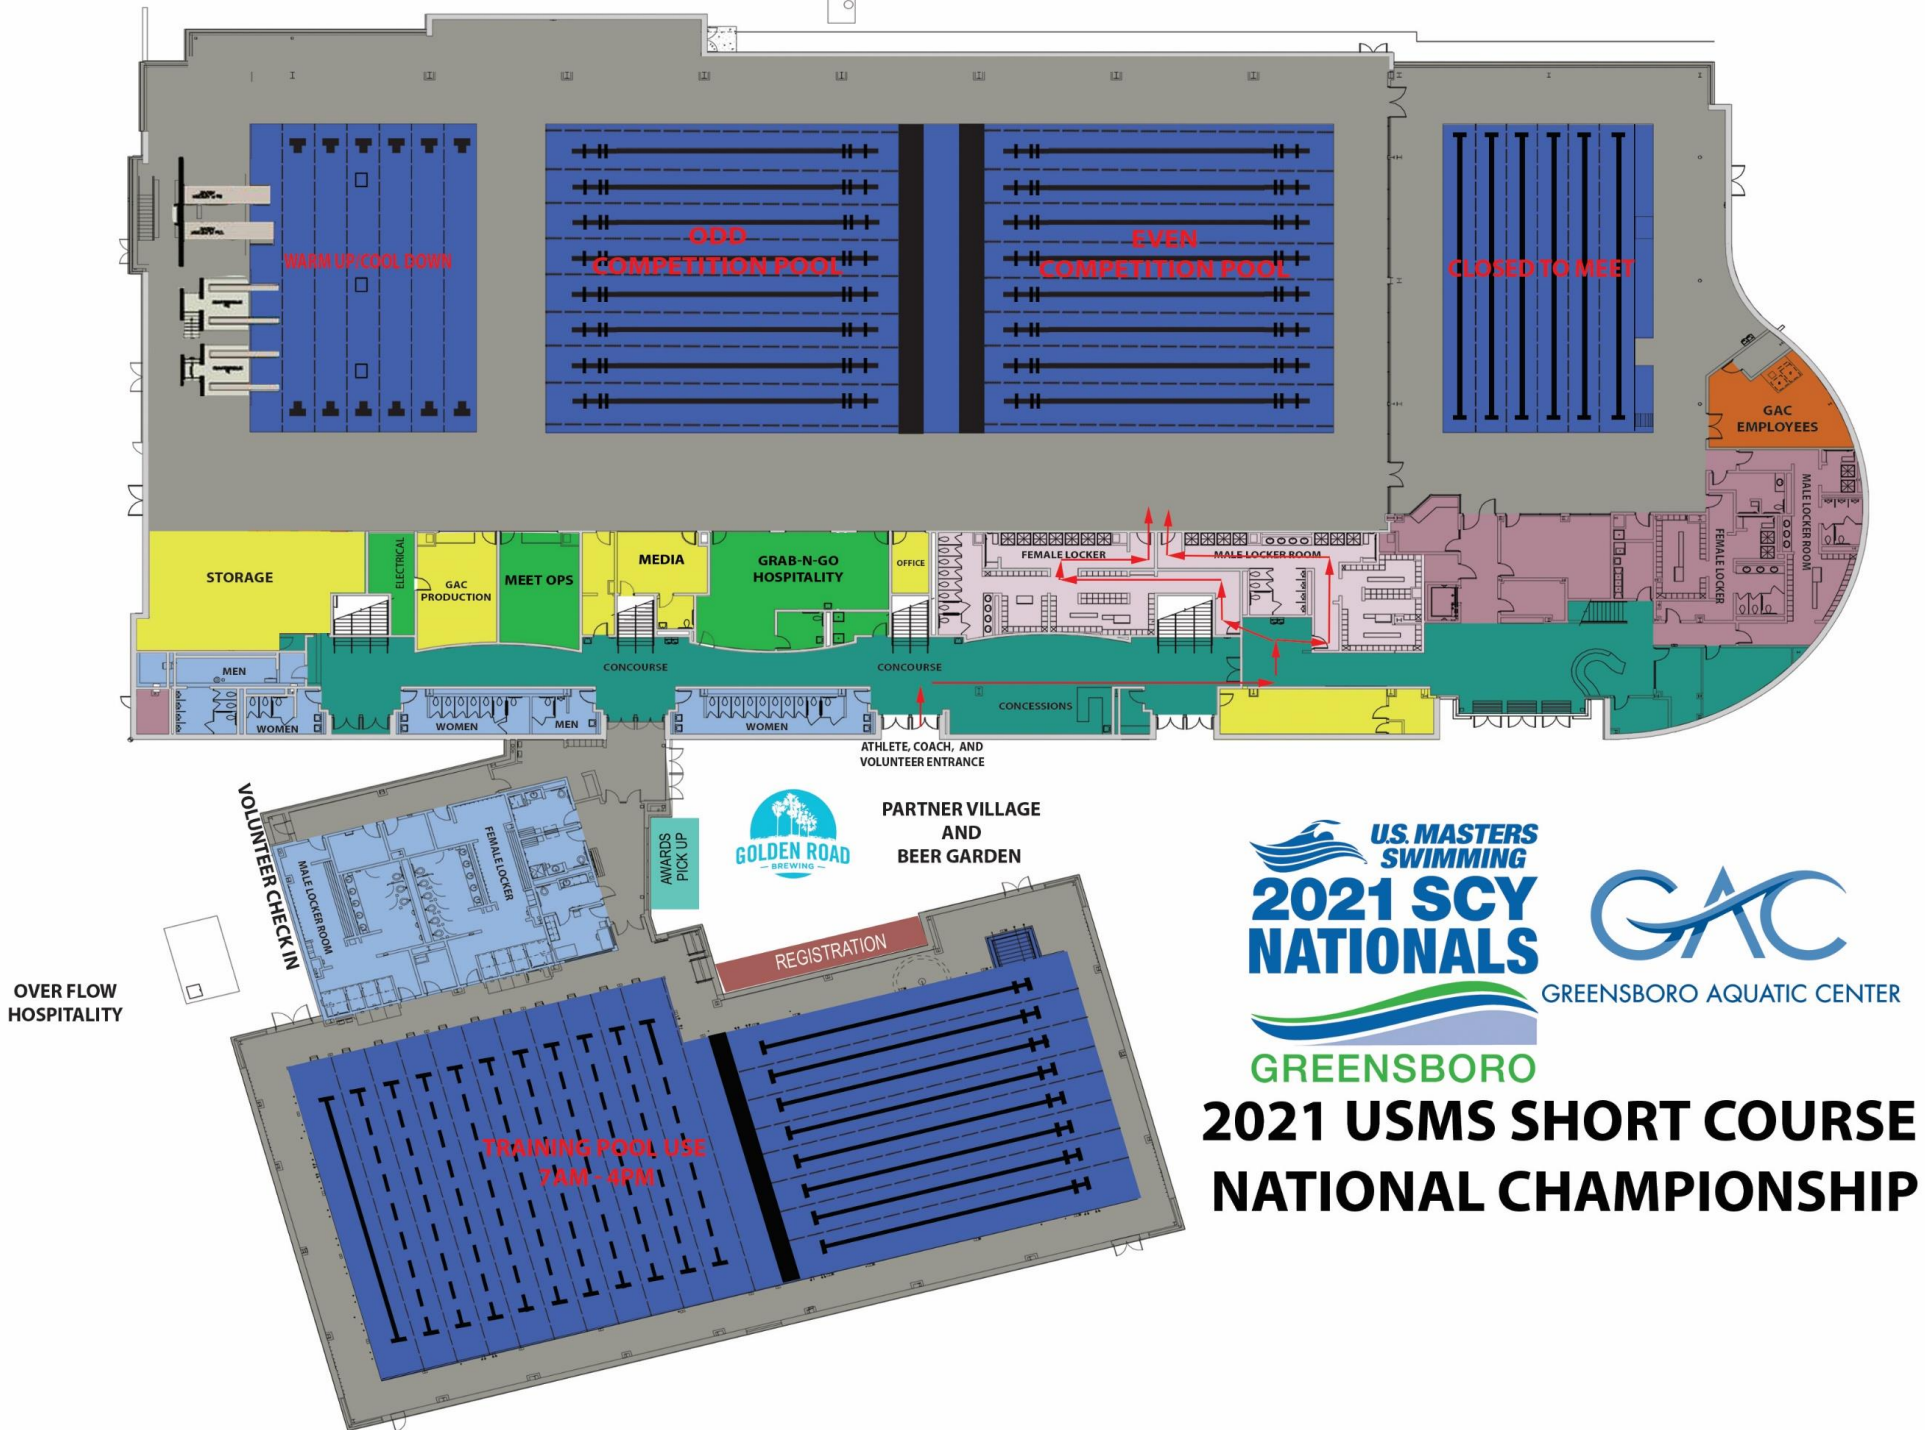 WARM UP/COOL DOWN
ODD
COMPETITION POOL
EVEN
COMPETITION POOL
CLOSED TO MEET
GAC
EMPLOYEES
STORAGE
ELECTRICAL
GAC
PRODUCTION
MEET OPS
MEDIA
GRAB-N-GO
HOSPITALITY
OFFICE
FEMALE LOCKER
MALE LOCKER ROOM
FEMALE LOCKER
MALE LOCKER ROOM
MEN
WOMEN
CONCOURSE
CONCOURSE
WOMEN
MEN
WOMEN
CONCESSIONS
ATHLETE, COACH, AND
VOLUNTEER ENTRANCE
VOLUNTEER CHECK IN
MALE LOCKER ROOM
FEMALE LOCKER
AWARDS
PICK UP
GOLDEN ROAD
BREWING
PARTNER VILLAGE
AND
BEER GARDEN
REGISTRATION
OVER FLOW
HOSPITALITY
TRAINING POOL USE
7AM - 4PM
U.S. MASTERS
SWIMMING
2021 SCY
NATIONALS
GREENSBORO
GAC
GREENSBORO AQUATIC CENTER
2021 USMS SHORT COURSE
NATIONAL CHAMPIONSHIP